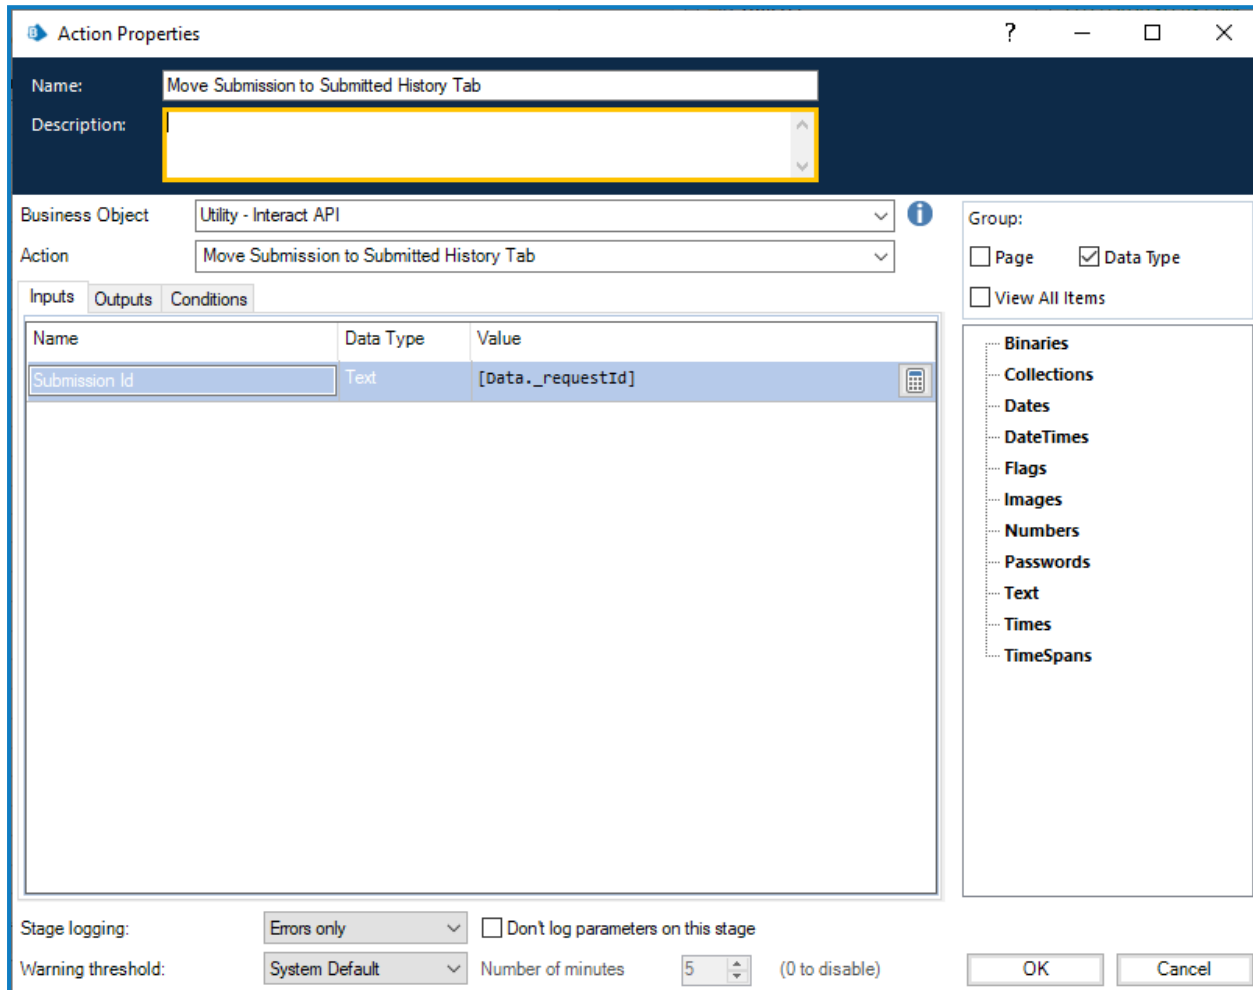 Action Properties
Name: Move Submission to Submitted History Tab
Description:
Business Object Utility - Interact API
Action Move Submission to Submitted History Tab
Inputs Outputs Conditions
Name Data Type Value
Submission Id Text [Data._requestId]
Group:
Page Data Type
View All Items
Binaries
Collections
Dates
DateTimes
Flags
Images
Numbers
Passwords
Text
Times
TimeSpans
Stage logging: Errors only Don't log parameters on this stage
Warning threshold: System Default Number of minutes 5 (0 to disable)
OK Cancel